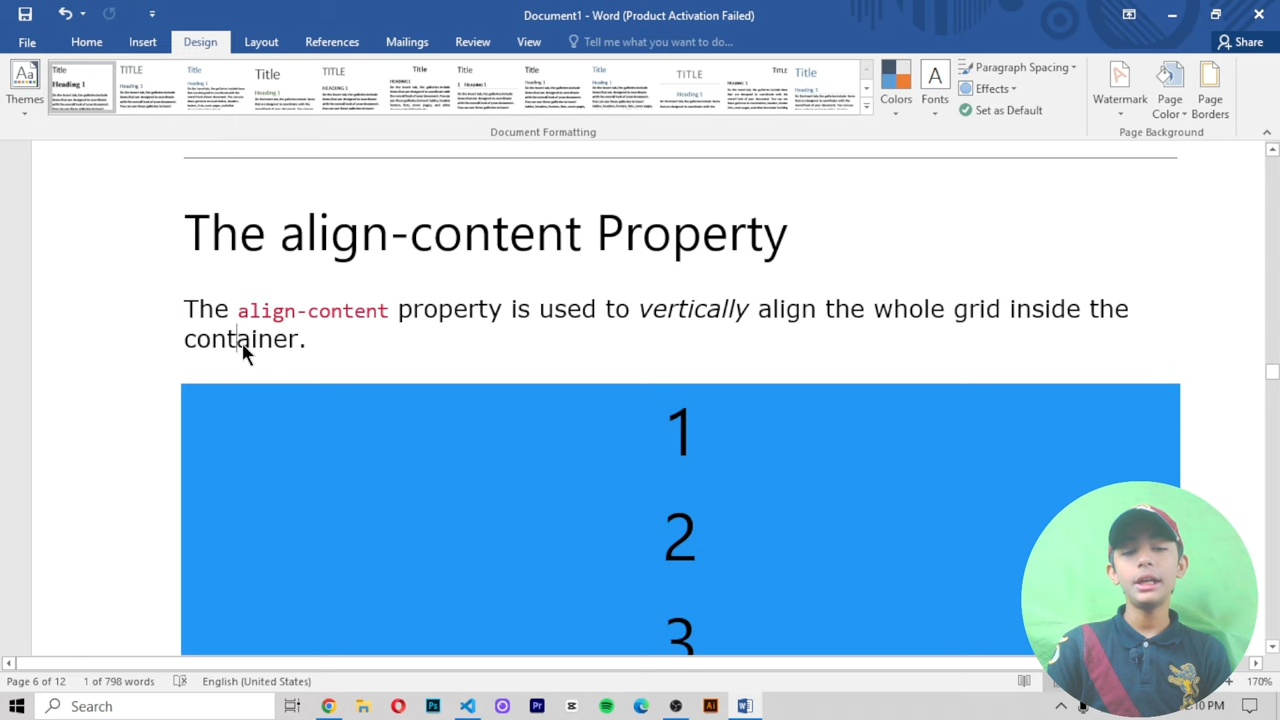 Document1 - Word (Product Activation Failed)
File Home Insert Design Layout References Mailings Review View Tell me what you want to do... Share
Themes
Colors
Fonts
Paragraph Spacing
Effects
Set as Default
Watermark
Page Color
Page Borders
Document Formatting
Page Background
The align-content Property
The align-content property is used to vertically align the whole grid inside the
container.
1
2
3
Page 6 of 12 1 of 798 words English (United States) 170%
Search
10 PM